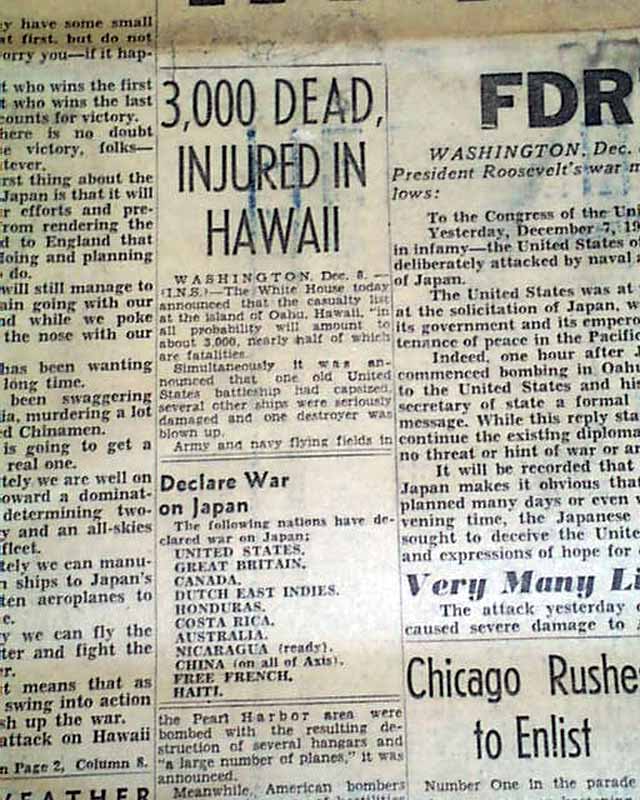 ey have some small
at first, but do not
orry you—if it hap-
t who wins the first
t who wins the last
counts for victory.
here is no doubt
e victory, folks—
tever.
rst thing about the
Japan is that it will
r efforts and pre-
from rendering the
d to England that
doing and planning
do.
will still manage to
ain going with our
nd while we poke
the nose with our
has been wanting
long time.
been swaggering
ia, murdering a lot
ed Chinamen.
is going to get a
real one.
tely we are well on
toward a dominat-
determining two-
y and an all-skies
fleet.
tely we can manu-
n ships to Japan's
ten aeroplanes to
e.
y we can fly the
ter and fight the
er.
t means that as
swing into action
sh up the war.
attack on Hawaii
n Page 2, Column 8.
EATHER
3,000 DEAD,
INJURED IN
HAWAII
WASHINGTON, Dec. 8. —
(I.N.S.)—The White House today
announced that the casualty list
at the island of Oahu, Hawaii, "in
all probability will amount to
about 3,000, nearly half of which
are fatalities.
Simultaneously it was an-
nounced that one old United
States battleship had capsized,
several other ships were seriously
damaged and one destroyer was
blown up.
Army and navy flying fields in
Declare War
on Japan
The following nations have de-
clared war on Japan:
UNITED STATES.
GREAT BRITAIN.
CANADA.
DUTCH EAST INDIES.
HONDURAS.
COSTA RICA.
AUSTRALIA.
NICARAGUA (ready).
CHINA (on all of Axis).
FREE FRENCH.
HAITI.
the Pearl Harbor area were
bombed with the resulting de-
struction of several hangars and
"a large number of planes," it was
announced.
Meanwhile, American bombers
FDR
WASHINGTON, Dec.
President Roosevelt's war m
lows:
To the Congress of the Uni
Yesterday, December 7, 19
in infamy—the United States o
deliberately attacked by naval a
of Japan.
The United States was at
at the solicitation of Japan, w
its government and its empero
tenance of peace in the Pacific
Indeed, one hour after J
commenced bombing in Oahu
to the United States and hi
secretary of state a formal
message. While this reply sta
continue the existing diploma
no threat or hint of war or ar
It will be recorded that
Japan makes it obvious that
planned many days or even w
vening time, the Japanese
sought to deceive the Unite
and expressions of hope for
Very Many Li
The attack yesterday o
caused severe damage to A
Chicago Rushe
to Enlist
Number One in the parade